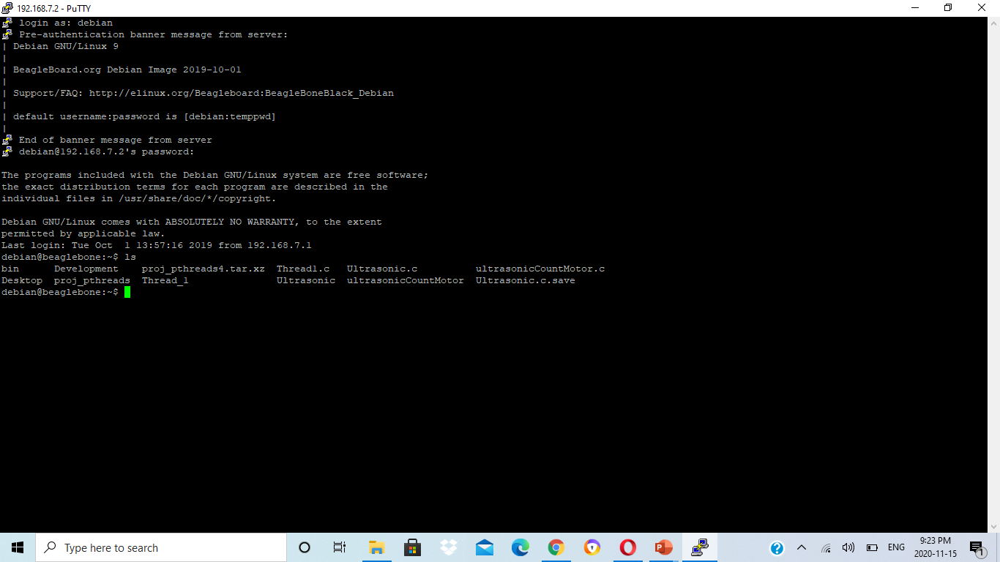 192.168.7.2 - PuTTY
login as: debian
Pre-authentication banner message from server:
| Debian GNU/Linux 9
|
| BeagleBoard.org Debian Image 2019-10-01
|
| Support/FAQ: http://elinux.org/Beagleboard:BeagleBoneBlack_Debian
|
| default username:password is [debian:temppwd]
|
End of banner message from server
debian@192.168.7.2's password:
The programs included with the Debian GNU/Linux system are free software;
the exact distribution terms for each program are described in the
individual files in /usr/share/doc/*/copyright.
Debian GNU/Linux comes with ABSOLUTELY NO WARRANTY, to the extent
permitted by applicable law.
Last login: Tue Oct  1 13:57:16 2019 from 192.168.7.1
debian@beaglebone:~$ ls
bin      Development    proj_pthreads4.tar.xz  Thread1.c   Ultrasonic.c          ultrasonicCountMotor.c
Desktop  proj_pthreads  Thread_1               Ultrasonic  ultrasonicCountMotor  Ultrasonic.c.save
debian@beaglebone:~$
Type here to search
ENG
9:23 PM
2020-11-15
1